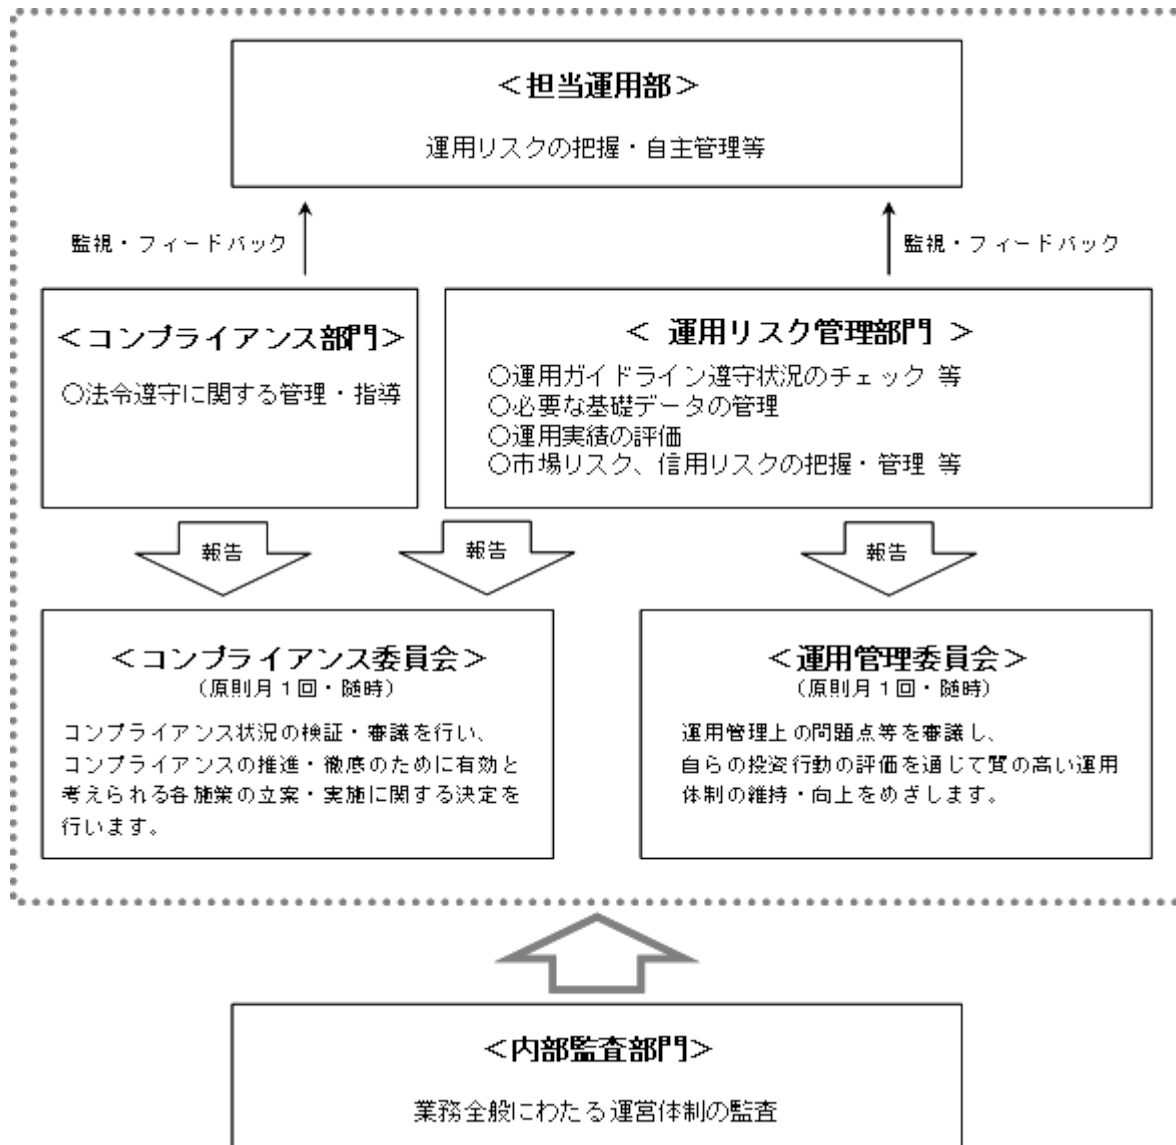 ＜担当運用部＞
運用リスクの把握・自主管理等
監視・フィードバック
監視・フィードバック
＜コンプライアンス部門＞
○法令遵守に関する管理・指導
＜ 運用リスク管理部門 ＞
○運用ガイドライン遵守状況のチェック 等
○必要な基礎データの管理
○運用実績の評価
○市場リスク、信用リスクの把握・管理 等
報告
報告
報告
＜コンプライアンス委員会＞
（原則月１回・随時）
コンプライアンス状況の検証・審議を行い、
コンプライアンスの推進・徹底のために有効と
考えられる各施策の立案・実施に関する決定を
行います。
＜運用管理委員会＞
（原則月１回・随時）
運用管理上の問題点等を審議し、
自らの投資行動の評価を通じて質の高い運用
体制の維持・向上をめざします。
＜内部監査部門＞
業務全般にわたる運営体制の監査